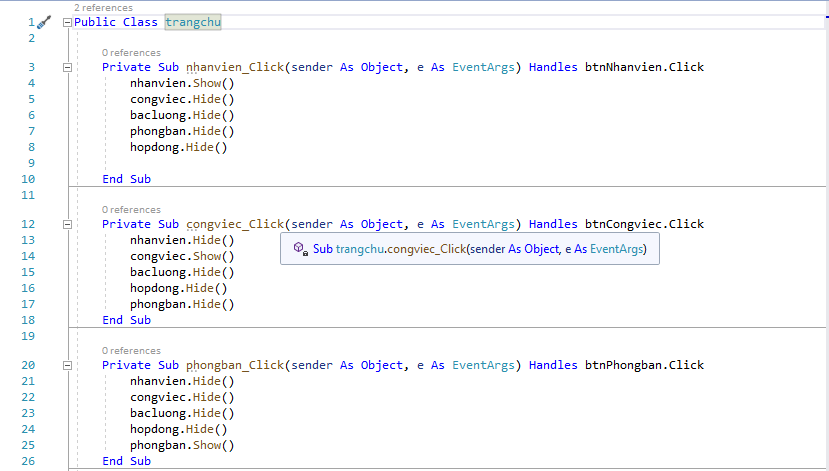 2 references
1 Public Class trangchu
2
0 references
3 Private Sub nhanvien_Click(sender As Object, e As EventArgs) Handles btnNhanvien.Click
4 nhanvien.Show()
5 congviec.Hide()
6 bacluong.Hide()
7 phongban.Hide()
8 hopdong.Hide()
9
10 End Sub
11
0 references
12 Private Sub congviec_Click(sender As Object, e As EventArgs) Handles btnCongviec.Click
13 nhanvien.Hide()
Sub trangchu.congviec_Click(sender As Object, e As EventArgs)
14 congviec.Show()
15 bacluong.Hide()
16 hopdong.Hide()
17 phongban.Hide()
18 End Sub
19
0 references
20 Private Sub phongban_Click(sender As Object, e As EventArgs) Handles btnPhongban.Click
21 nhanvien.Hide()
22 congviec.Hide()
23 bacluong.Hide()
24 hopdong.Hide()
25 phongban.Show()
26 End Sub